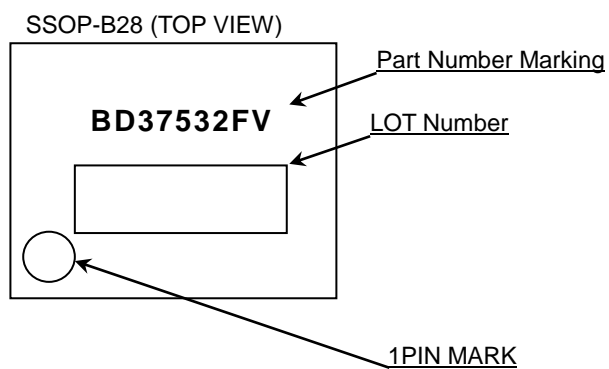 SSOP-B28 (TOP VIEW)
Part Number Marking
BD37532FV
LOT Number
1PIN MARK